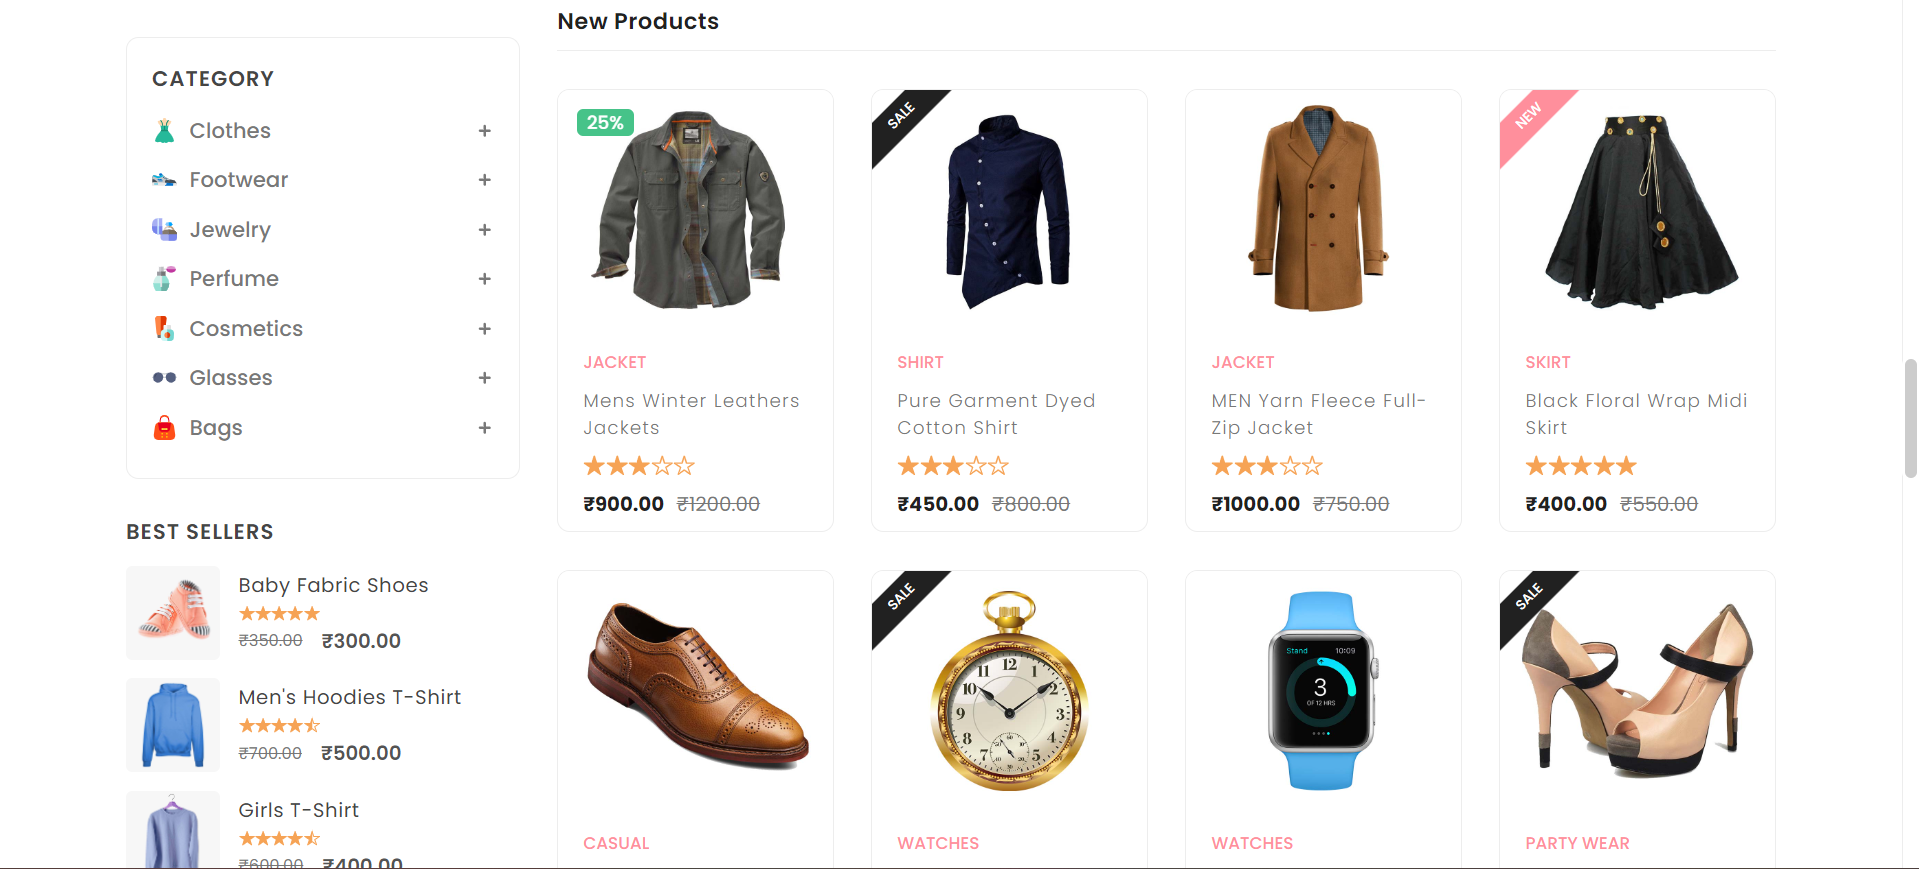 New Products
CATEGORY
Clothes +
Footwear +
Jewelry +
Perfume +
Cosmetics +
Glasses +
Bags +
BEST SELLERS
Baby Fabric Shoes
₹350.00 ₹300.00
Men's Hoodies T-Shirt
₹700.00 ₹500.00
Girls T-Shirt
₹600.00 ₹400.00
25%
JACKET
Mens Winter Leathers
Jackets
₹900.00 ₹1200.00
SALE
SHIRT
Pure Garment Dyed
Cotton Shirt
₹450.00 ₹800.00
JACKET
MEN Yarn Fleece Full-
Zip Jacket
₹1000.00 ₹750.00
NEW
SKIRT
Black Floral Wrap Midi
Skirt
₹400.00 ₹550.00
CASUAL
SALE
11 12 1
10 2
9 3
8 4
7 6 5
WATCHES
Stand 10:09
3
OF 12 HRS
WATCHES
SALE
PARTY WEAR